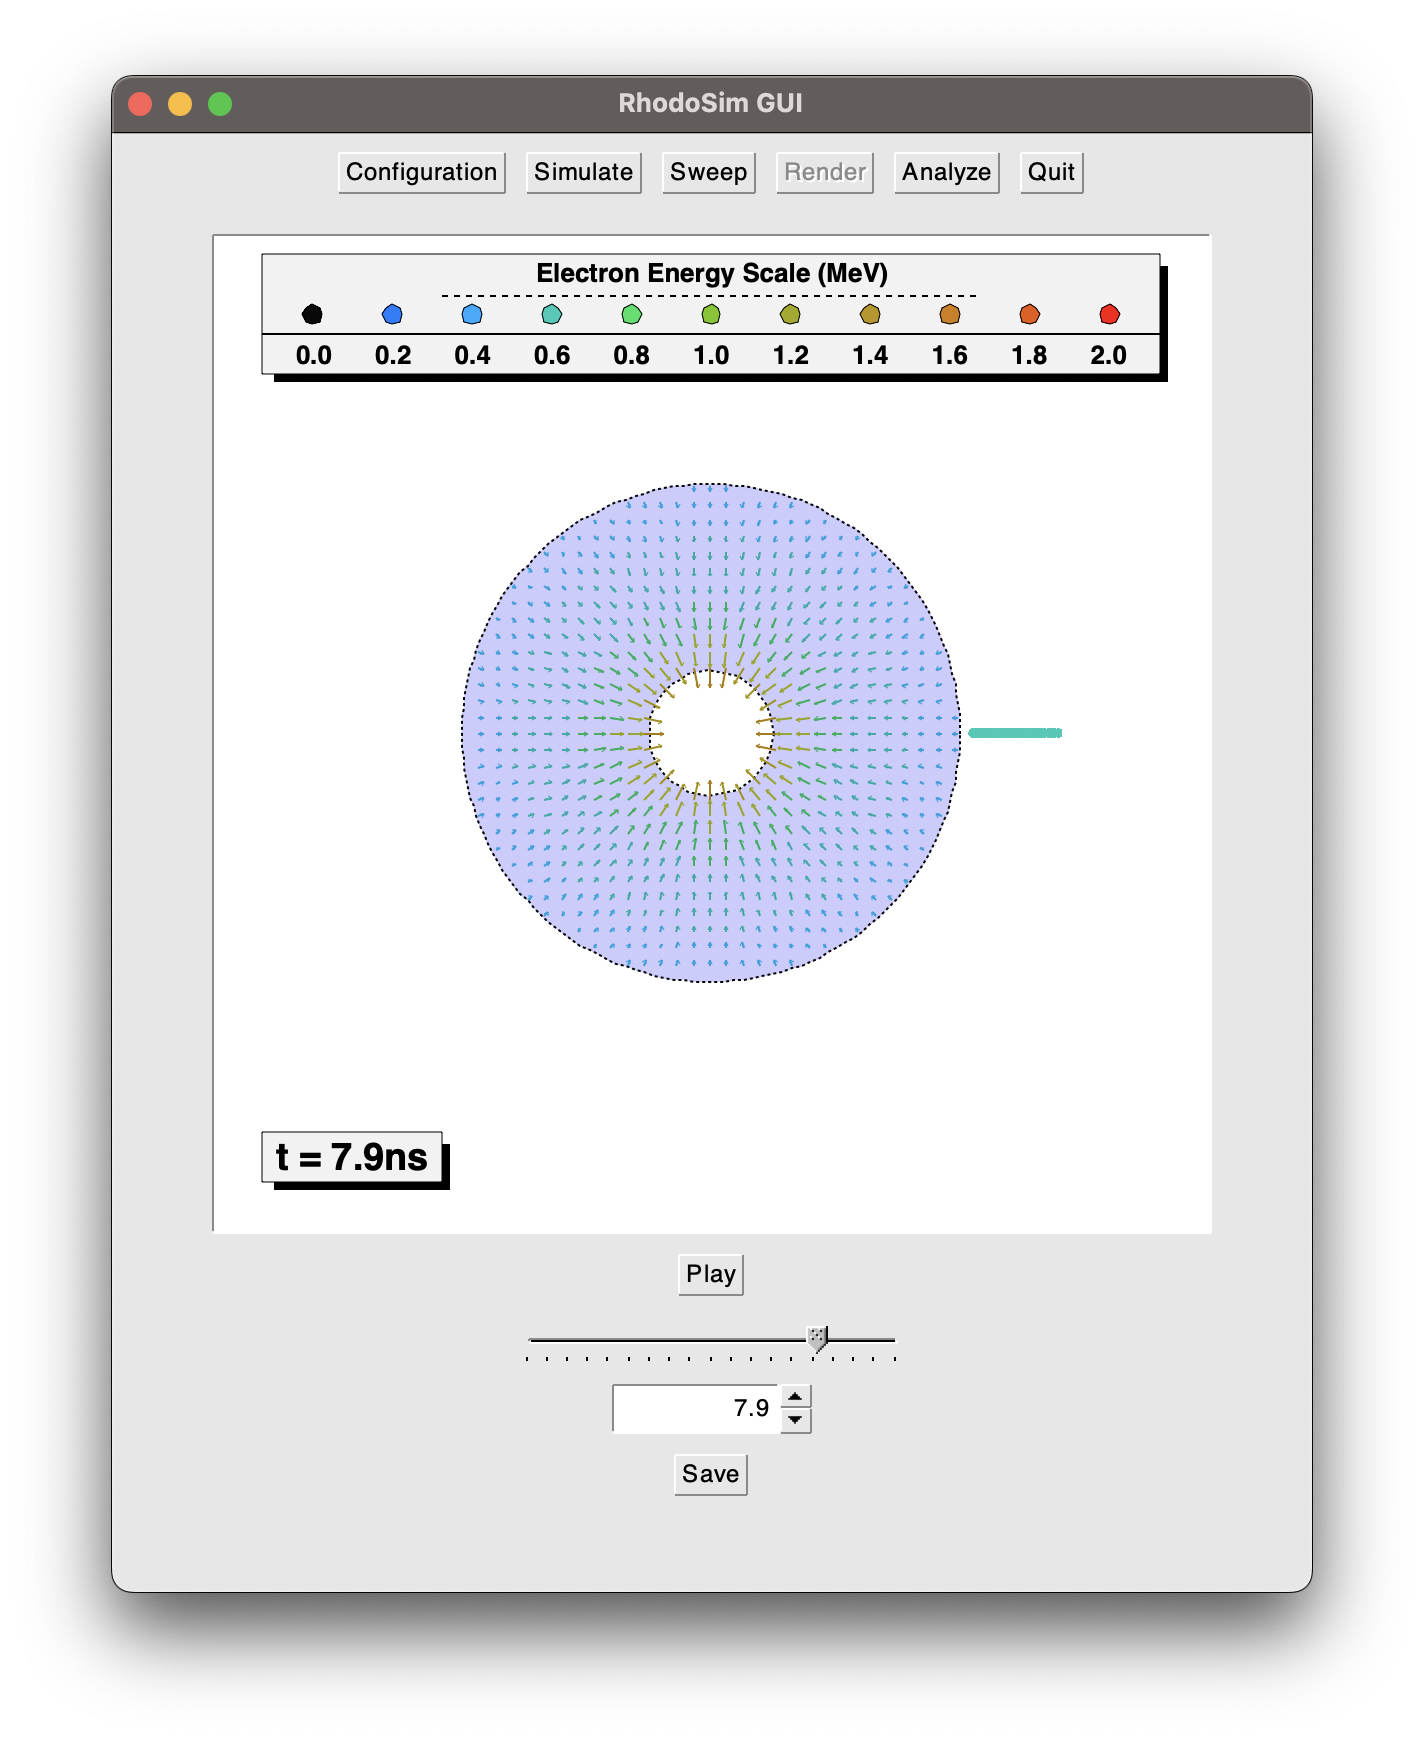 RhodoSim GUI
Configuration Simulate Sweep Render Analyze Quit
Electron Energy Scale (MeV)
0.0 0.2 0.4 0.6 0.8 1.0 1.2 1.4 1.6 1.8 2.0
t = 7.9ns
Play
7.9
Save